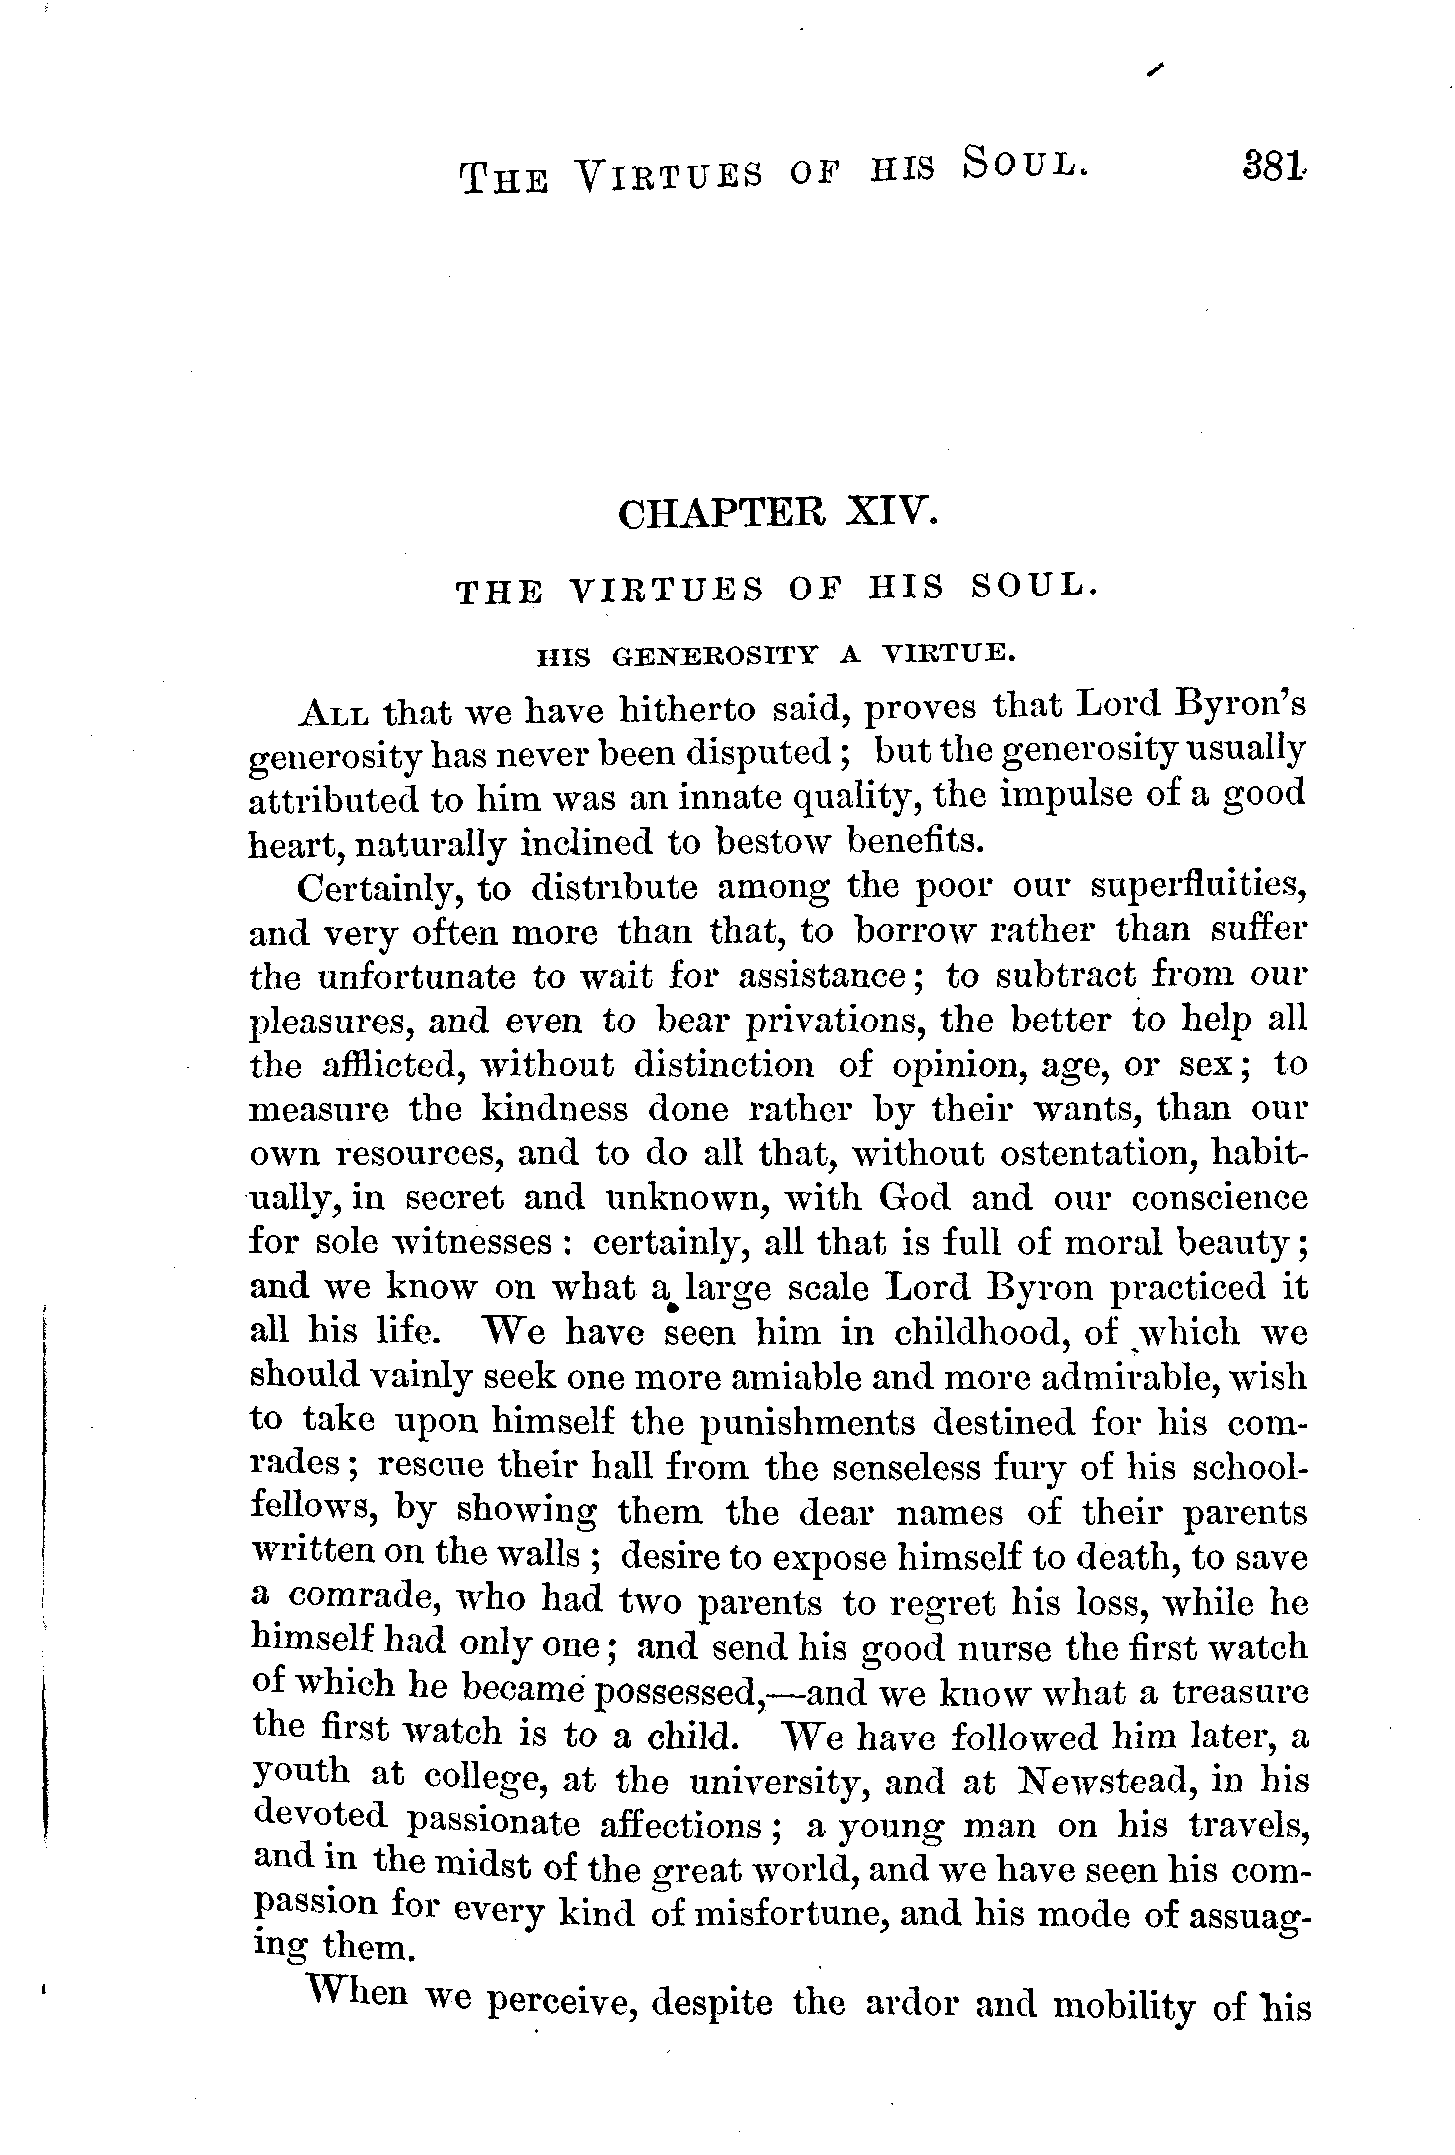 The Virtues of his Soul. 381
CHAPTER XIV.
THE VIRTUES OF HIS SOUL.
HIS GENEROSITY A VIRTUE.
All that we have hitherto said, proves that Lord Byron's
generosity has never been disputed; but the generosity usually
attributed to him was an innate quality, the impulse of a good
heart, naturally inclined to bestow benefits.
Certainly, to distribute among the poor our superfluities,
and very often more than that, to borrow rather than suffer
the unfortunate to wait for assistance; to subtract from our
pleasures, and even to bear privations, the better to help all
the afflicted, without distinction of opinion, age, or sex; to
measure the kindness done rather by their wants, than our
own resources, and to do all that, without ostentation, habit-
ually, in secret and unknown, with God and our conscience
for sole witnesses: certainly, all that is full of moral beauty;
and we know on what a large scale Lord Byron practiced it
all his life. We have seen him in childhood, of which we
should vainly seek one more amiable and more admirable, wish
to take upon himself the punishments destined for his com-
rades; rescue their hall from the senseless fury of his school-
fellows, by showing them the dear names of their parents
written on the walls; desire to expose himself to death, to save
a comrade, who had two parents to regret his loss, while he
himself had only one; and send his good nurse the first watch
of which he became possessed,—and we know what a treasure
the first watch is to a child. We have followed him later, a
youth at college, at the university, and at Newstead, in his
devoted passionate affections; a young man on his travels,
and in the midst of the great world, and we have seen his com-
passion for every kind of misfortune, and his mode of assuag-
ing them.
When we perceive, despite the ardor and mobility of his